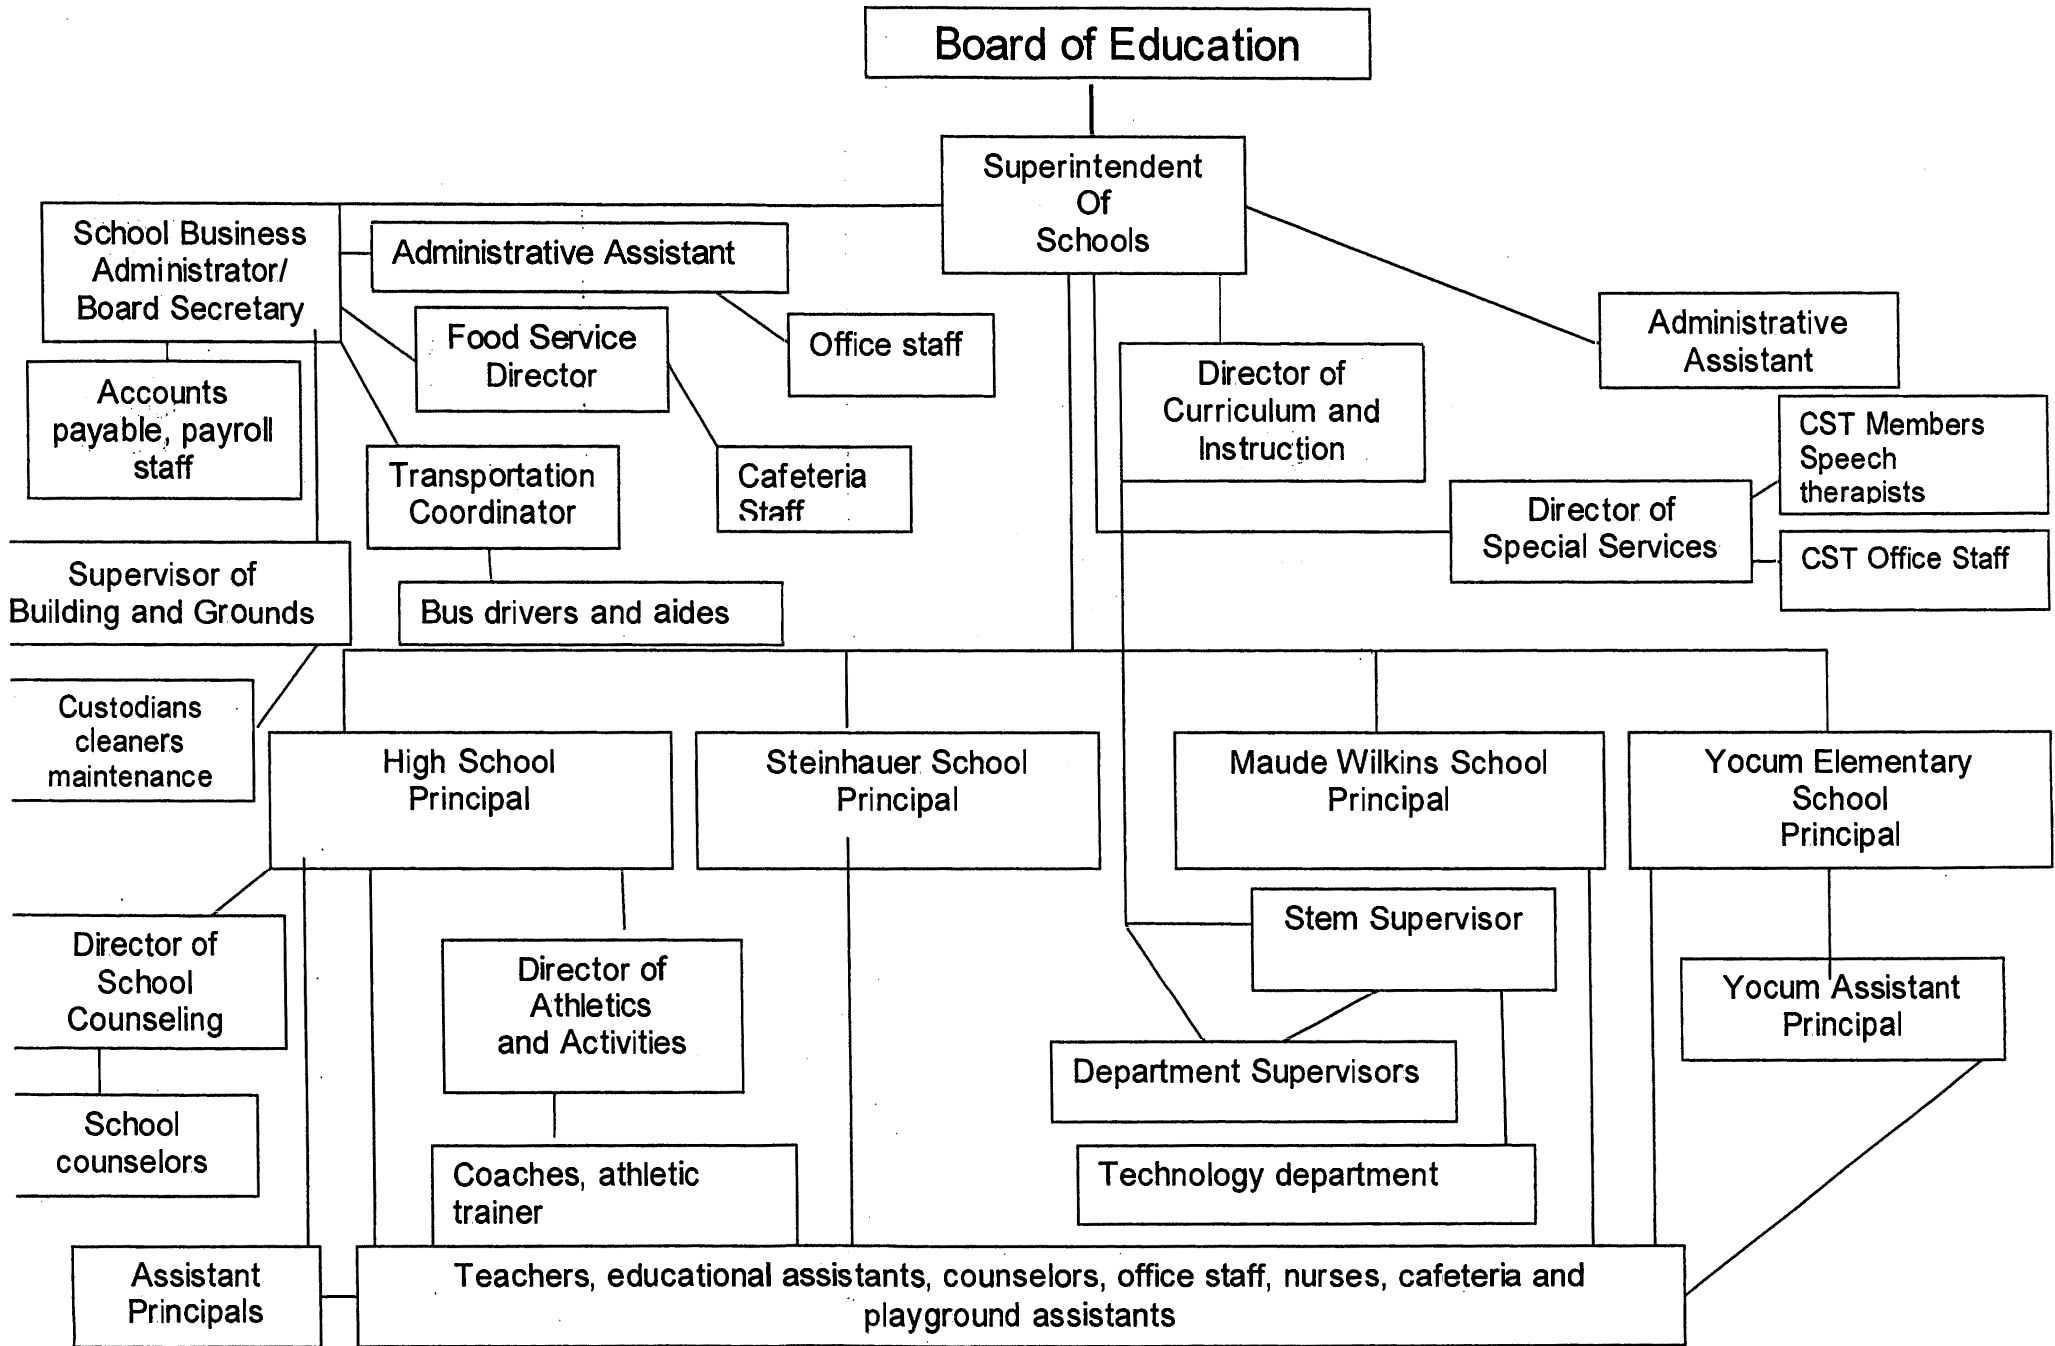 Board of Education
Superintendent
Of
Schools
School Business
Administrator/
Board Secretary
Administrative Assistant
Food Service
Director
Office staff
Administrative
Assistant
Director of
Curriculum and
Instruction
Accounts
payable, payroll
staff
Transportation
Coordinator
Cafeteria
Staff
CST Members
Speech
therapists
Director of
Special Services
CST Office Staff
Supervisor of
Building and Grounds
Bus drivers and aides
Custodians
cleaners
maintenance
High School
Principal
Steinhauer School
Principal
Maude Wilkins School
Principal
Yocum Elementary
School
Principal
Director of
School
Counseling
Director of
Athletics
and Activities
Stem Supervisor
Yocum Assistant
Principal
Department Supervisors
School
counselors
Coaches, athletic
trainer
Technology department
Assistant
Principals
Teachers, educational assistants, counselors, office staff, nurses, cafeteria and
playground assistants